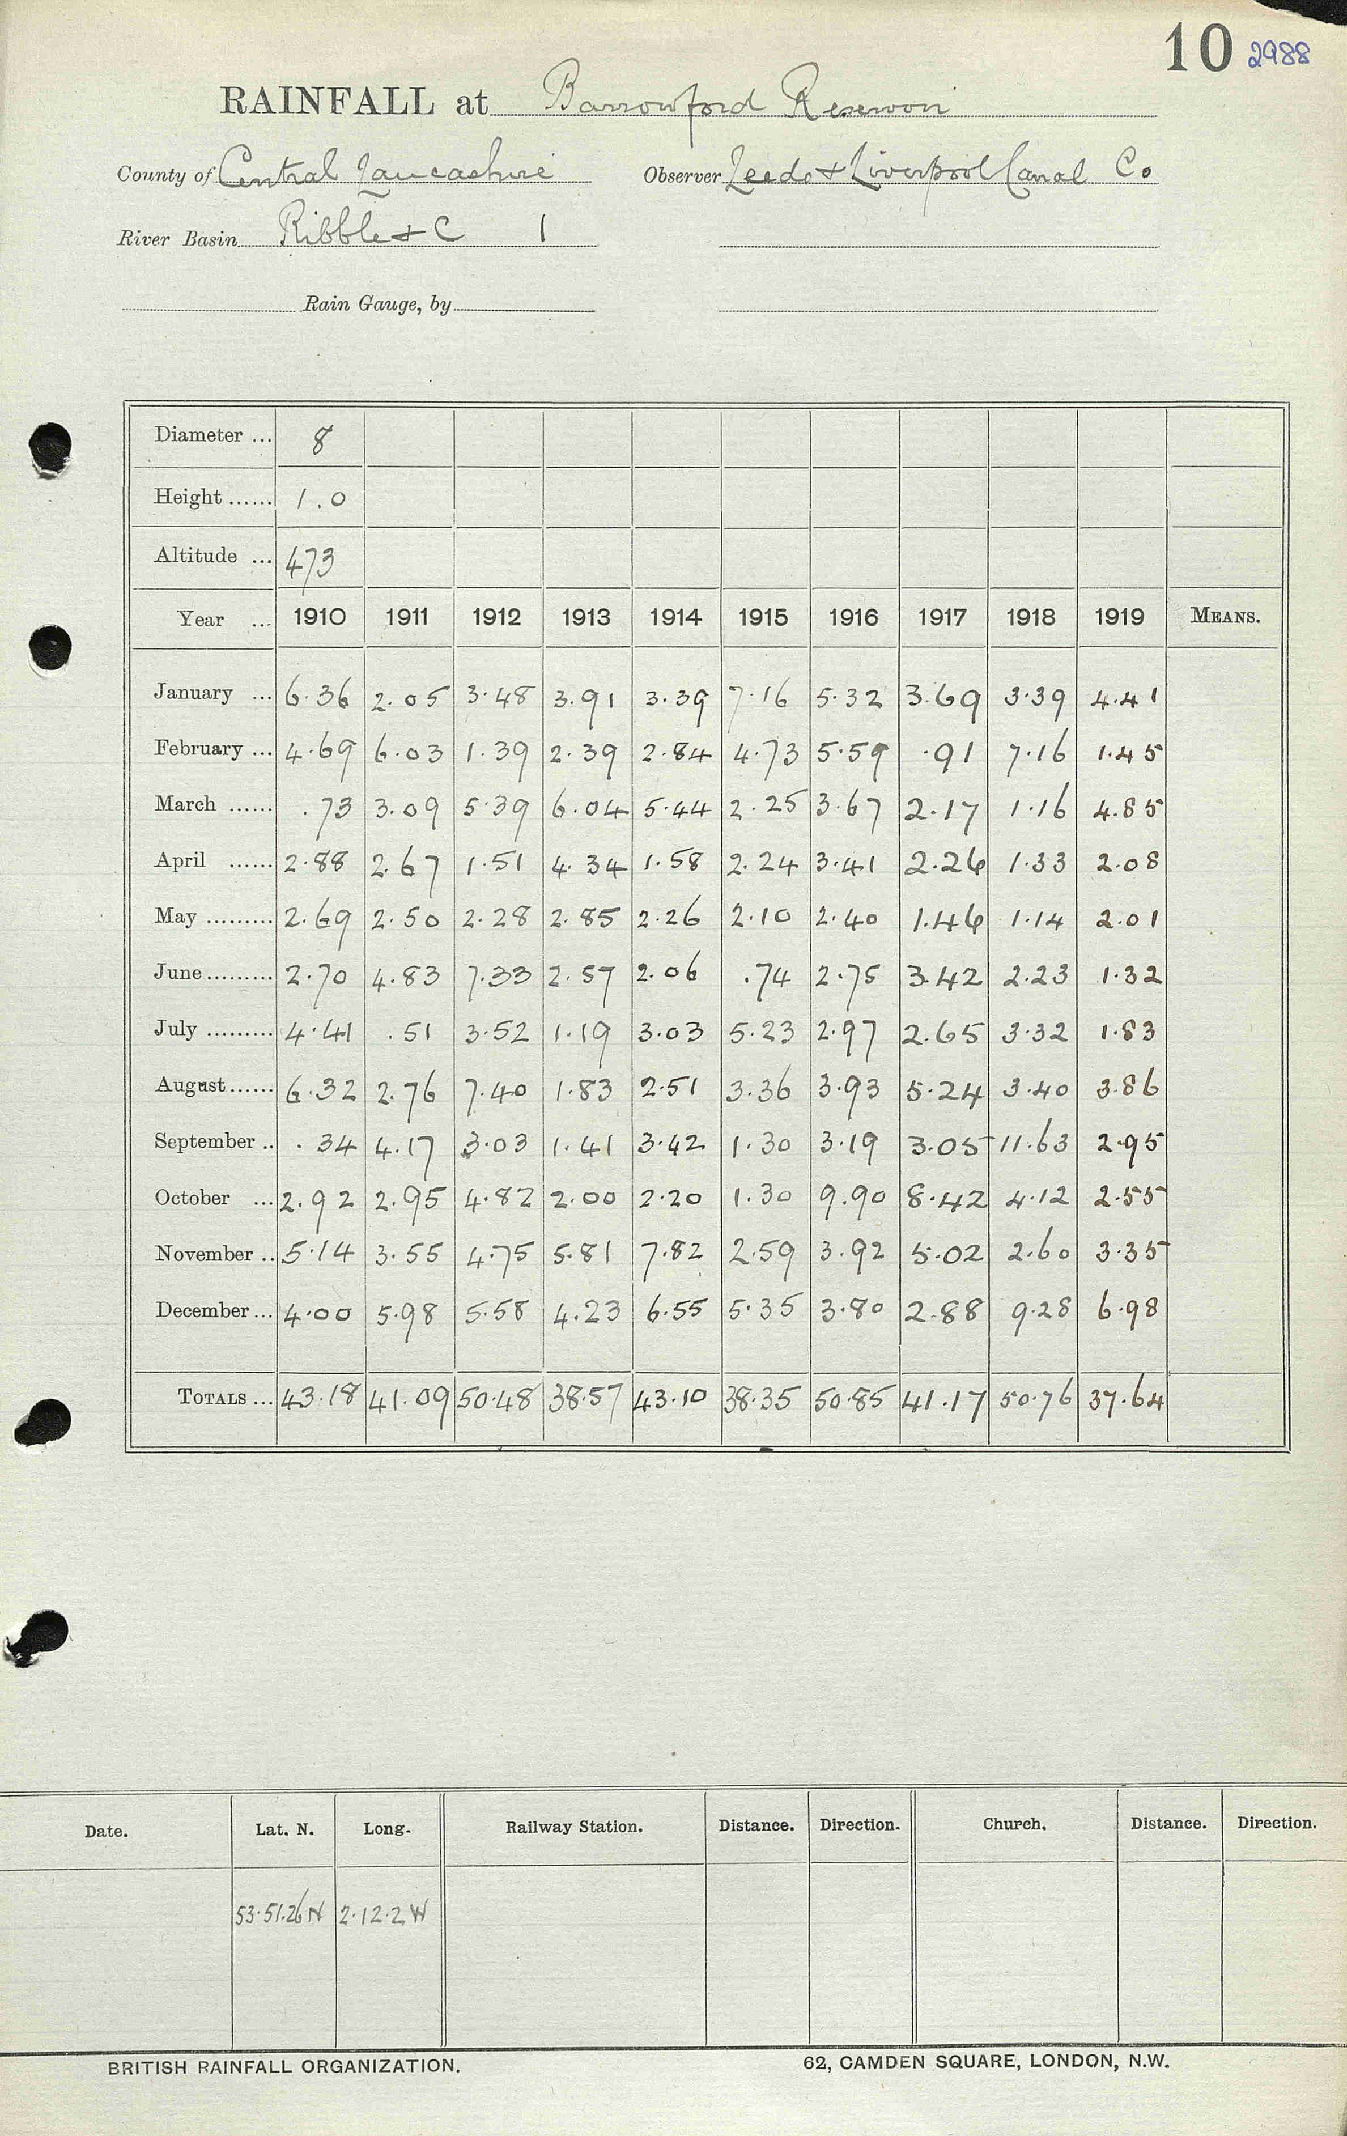 10 2988
RAINFALL at Barrowford Reservoir
County of Central Lancashire Observer Leeds & Liverpool Canal Co
River Basin Ribble &c 1
Rain Gauge, by
Diameter ... 8
Height ...... 1.0
Altitude ... 473
Year ... 1910 1911 1912 1913 1914 1915 1916 1917 1918 1919 MEANS.
January ... 6.36 2.05 3.48 3.91 3.39 7.16 5.32 3.69 3.39 4.41
February ... 4.69 6.03 1.39 2.39 2.84 4.73 5.59 .91 7.16 1.45
March ...... .73 3.09 5.39 6.04 5.44 2.25 3.67 2.17 1.16 4.85
April ...... 2.88 2.67 1.51 4.34 1.58 2.24 3.41 2.26 1.33 2.08
May ......... 2.69 2.50 2.28 2.85 2.26 2.10 2.40 1.46 1.14 2.01
June ......... 2.70 4.83 7.33 2.57 2.06 .74 2.75 3.42 2.23 1.32
July ......... 4.41 .51 3.52 1.19 3.03 5.23 2.97 2.65 3.32 1.83
August ...... 6.32 2.76 7.40 1.83 2.51 3.36 3.93 5.24 3.40 3.86
September .. .34 4.17 3.03 1.41 3.42 1.30 3.19 3.05 11.63 2.95
October ... 2.92 2.95 4.82 2.00 2.20 1.30 9.90 8.42 4.12 2.55
November .. 5.14 3.55 4.75 5.81 7.82 2.59 3.92 5.02 2.60 3.35
December ... 4.00 5.98 5.58 4.23 6.55 5.35 3.80 2.88 9.28 6.98
TOTALS ... 43.18 41.09 50.48 38.57 43.10 38.35 50.85 41.17 50.76 37.64
Date. Lat. N. Long. Railway Station. Distance. Direction. Church. Distance. Direction.
53.51.26N 2.12.2W
BRITISH RAINFALL ORGANIZATION. 62, CAMDEN SQUARE, LONDON, N.W.